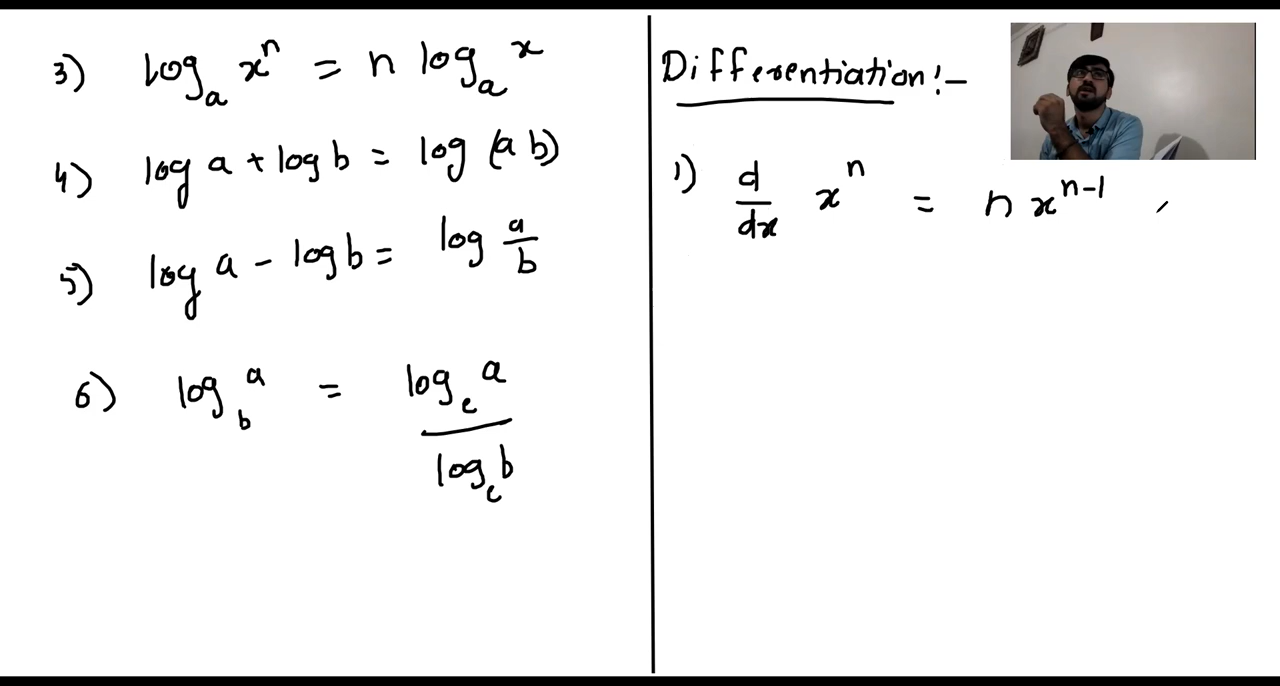 3) log_a x^n = n log_a x
4) log a + log b = log (a b)
5) log a - log b = log a/b
6) log_b a = log_c a / log_c b
Differentiation :-
1) d/dx x^n = n x^{n-1} ,